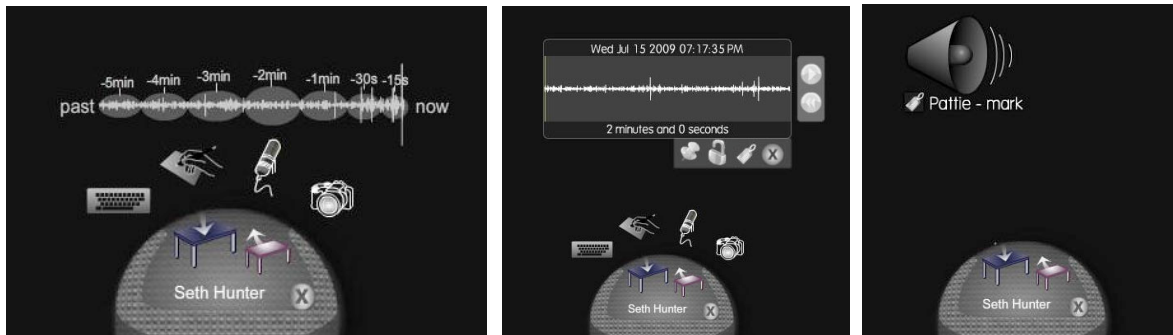 -5min -4min -3min -2min -1min -30s -15s
past now
Seth Hunter X
Wed Jul 15 2009 07:17:35 PM
2 minutes and 0 seconds
X
Seth Hunter X
Pattie - mark
Seth Hunter X